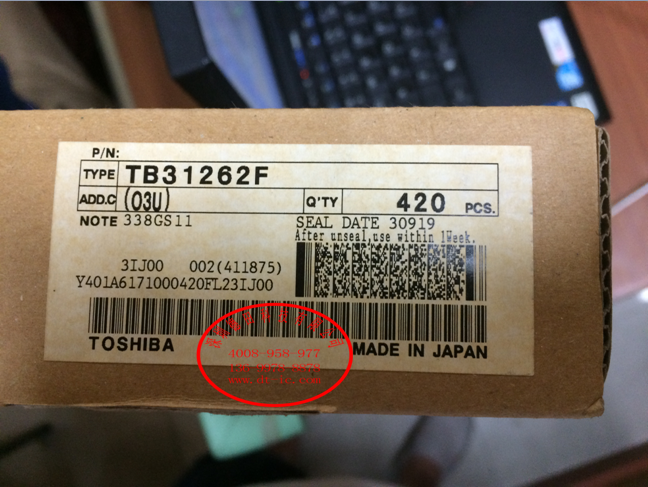 P/N:
TYPE TB31262F
ADD.C (O3U) Q'TY 420 PCS.
NOTE 338GS11 SEAL DATE 30919
After unseal,use within 1Week.
3IJ00 002(411875)
Y401A6171000420FL23IJ00
TOSHIBA MADE IN JAPAN
4008-958-977